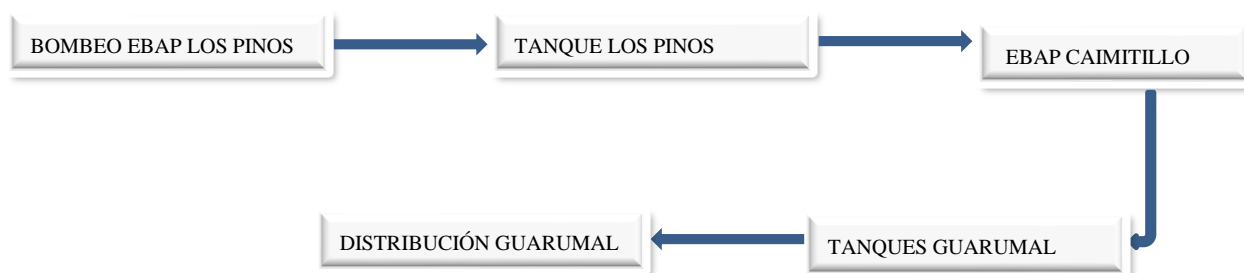 BOMBEO EBAP LOS PINOS
TANQUE LOS PINOS
EBAP CAIMITILLO
TANQUES GUARUMAL
DISTRIBUCIÓN GUARUMAL